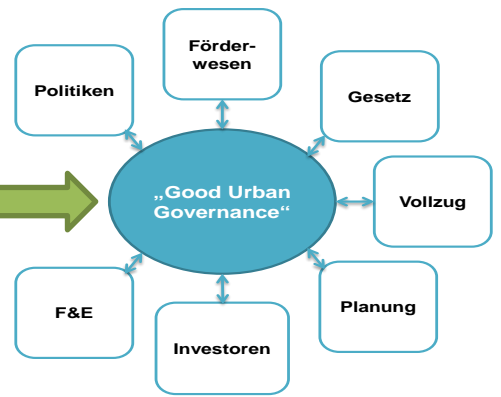 Förder-
wesen
Politiken
Gesetz
„Good Urban
Governance“
Vollzug
F&E
Planung
Investoren